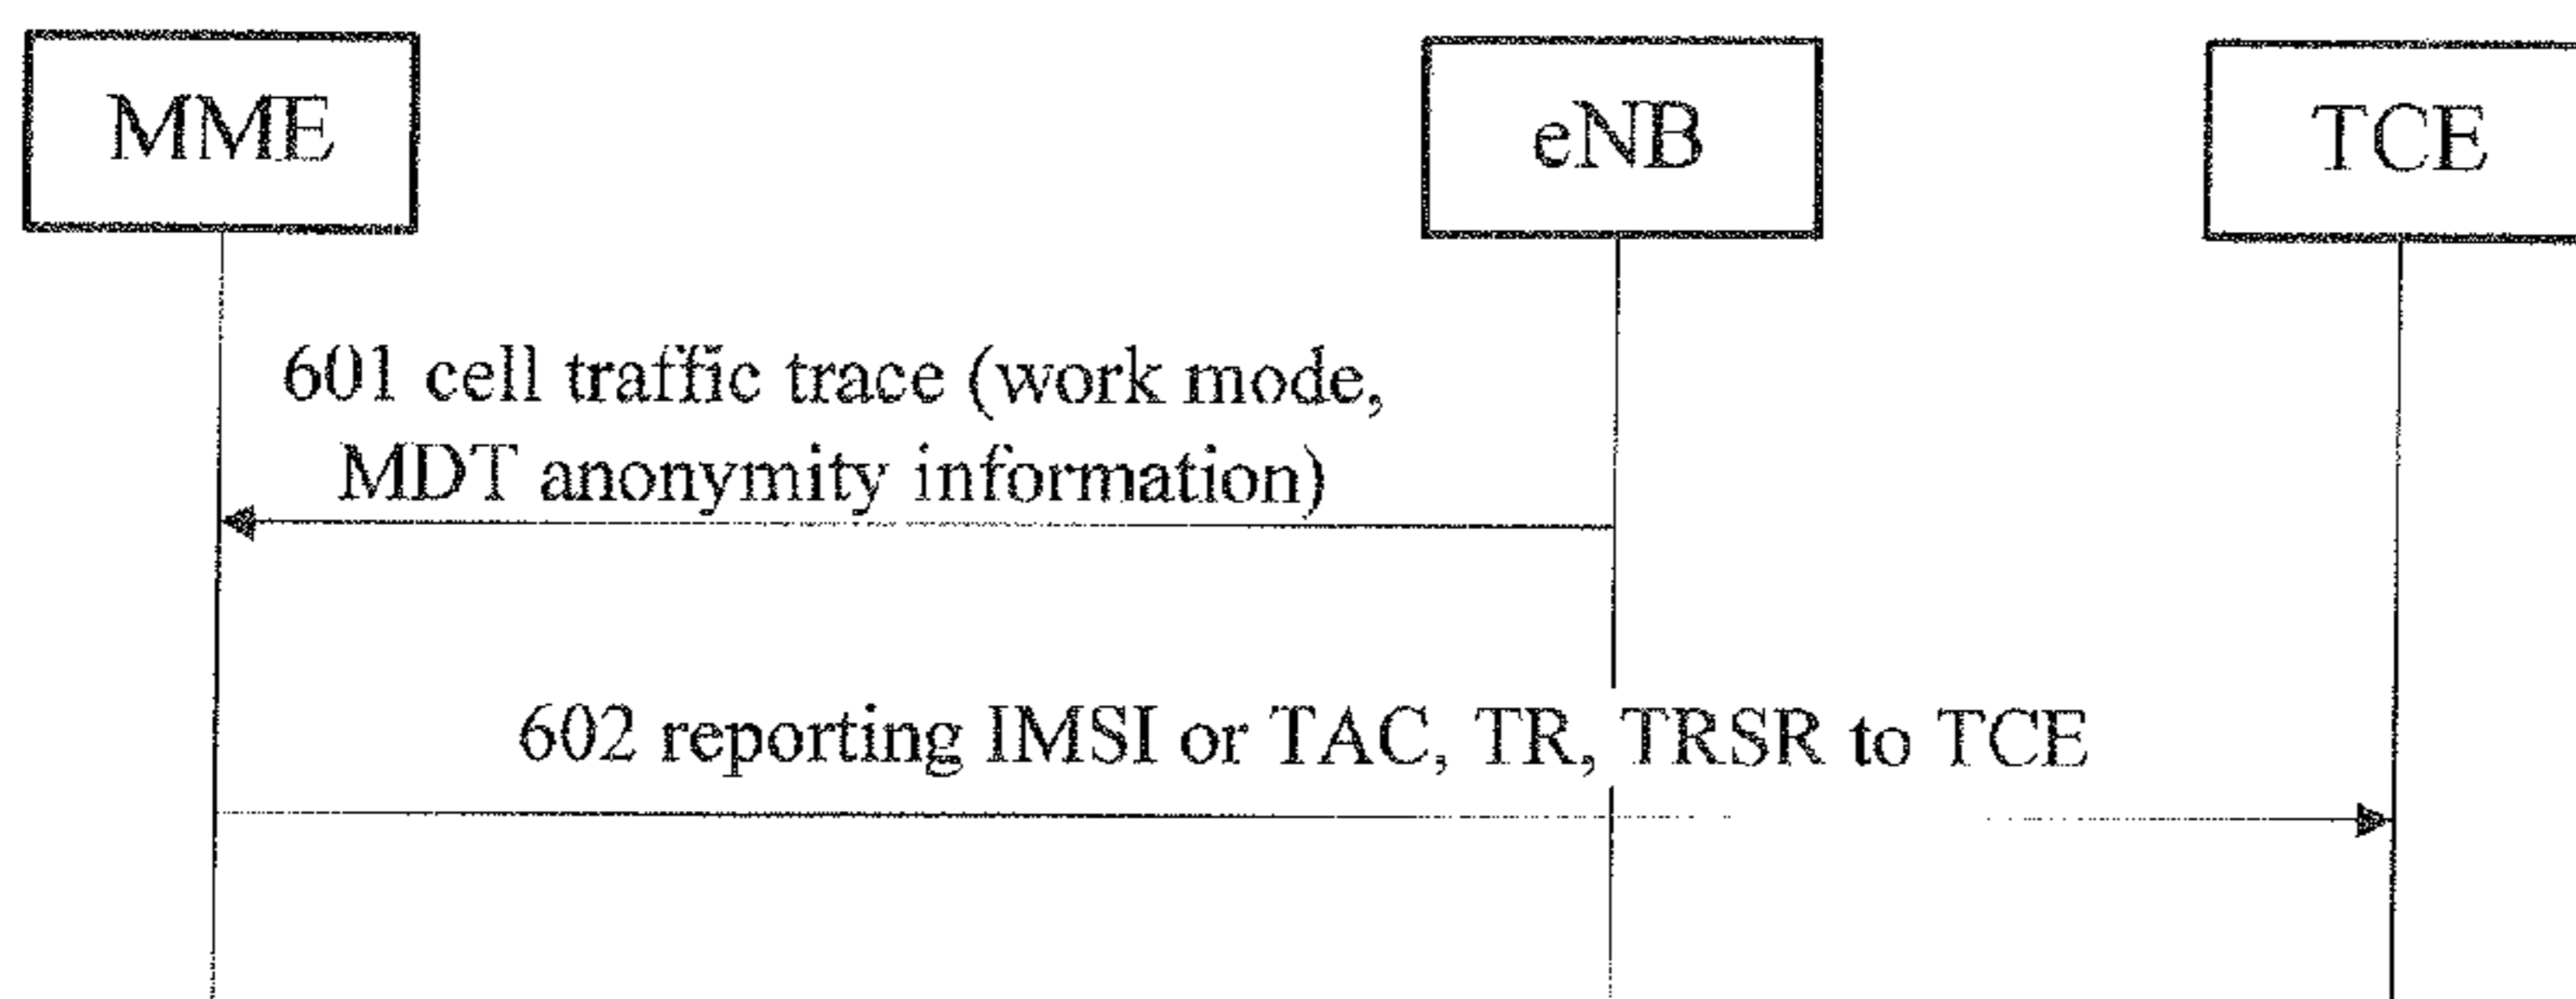 MME
eNB
TCE
601 cell traffic trace (work mode,
MDT anonymity information)
602 reporting IMSI or TAC, TR, TRSR to TCE